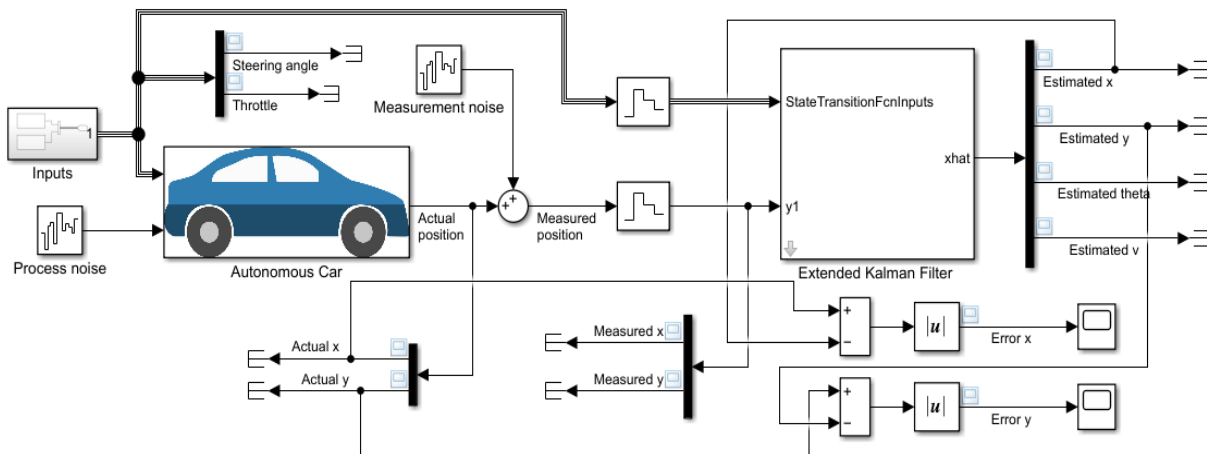 Steering angle
Throttle
Measurement noise
1
Inputs
StateTransitionFcnInputs
xhat
y1
Extended Kalman Filter
Estimated x
Estimated y
Estimated theta
Estimated v
Process noise
Autonomous Car
Actual
position
+
+
Measured
position
Actual x
Actual y
Measured x
Measured y
+
−
|u|
Error x
+
−
|u|
Error y